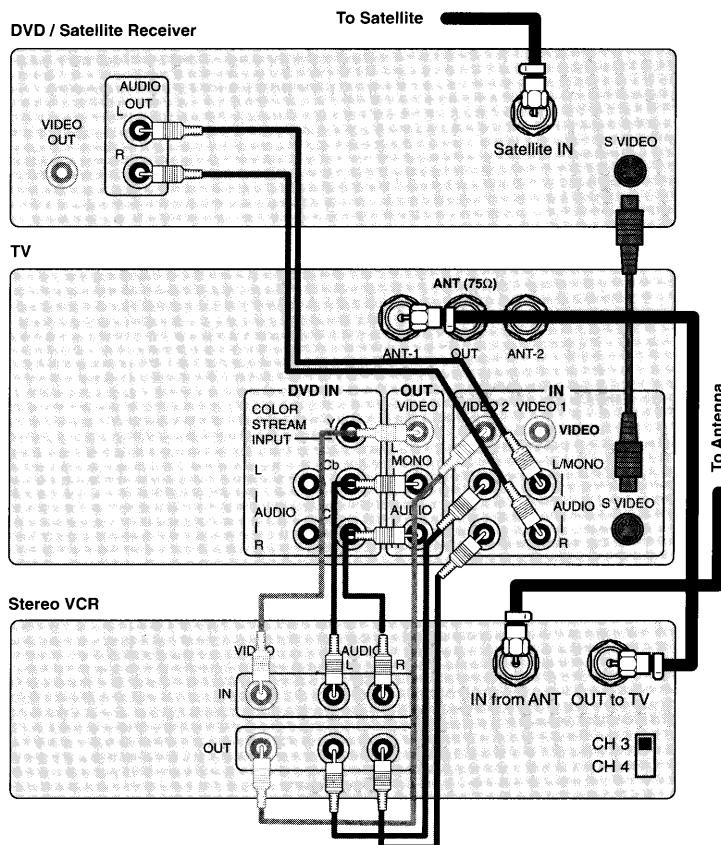 To Satellite
DVD / Satellite Receiver
AUDIO
OUT
L
VIDEO
OUT
R
Satellite IN
S VIDEO
TV
ANT (75Ω)
ANT-1
OUT
ANT-2
To Antenna
DVD IN
OUT
IN
COLOR
STREAM
INPUT
Y
VIDEO
VIDEO 2
VIDEO 1
VIDEO
L
Cb
L
MONO
L/MONO
AUDIO
C
AUDIO
AUDIO
S VIDEO
R
R
R
Stereo VCR
VIDEO
AUDIO
L
R
IN
IN from ANT
OUT to TV
OUT
CH 3
CH 4